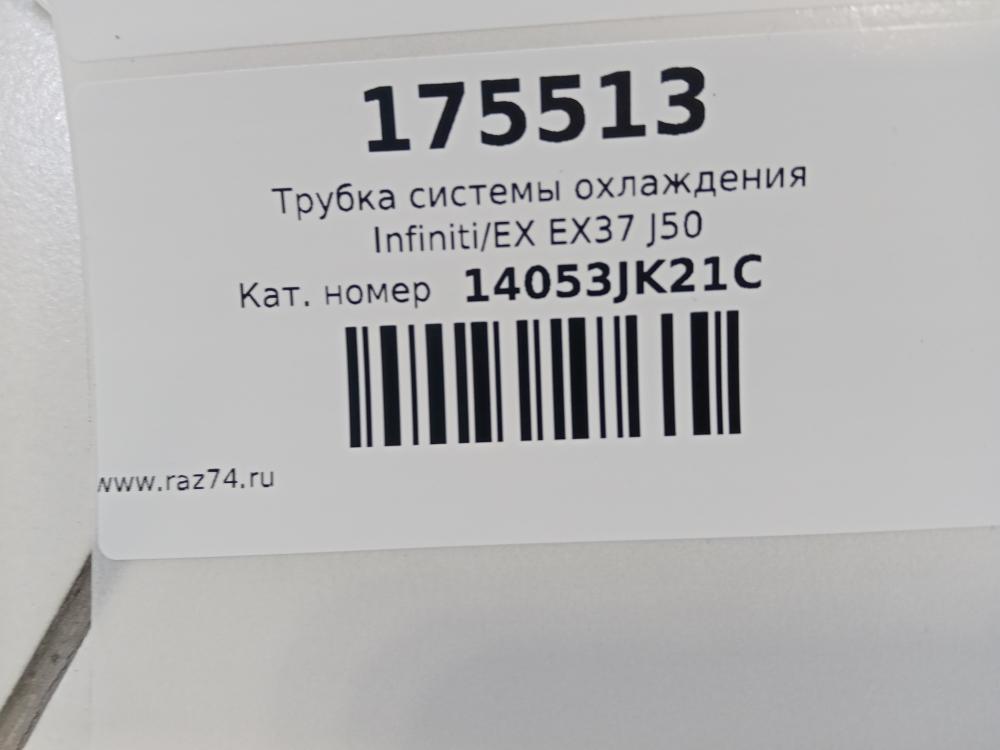 175513
Трубка системы охлаждения
Infiniti/EX EX37 J50
Кат. номер 14053JK21C
www.raz74.ru